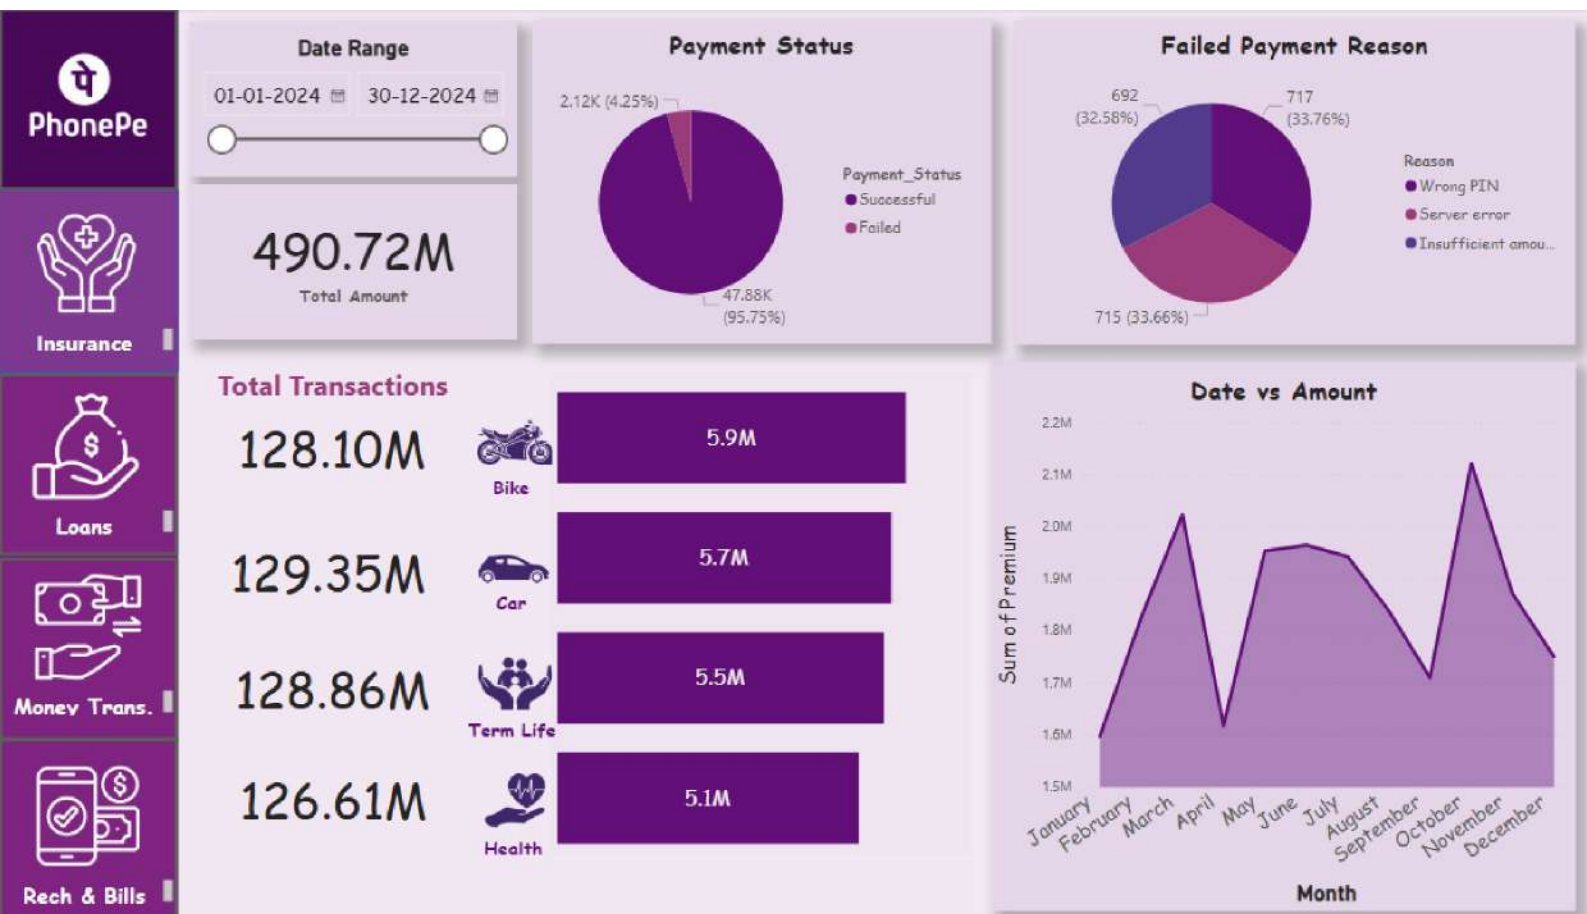 पे
PhonePe
Insurance
Loans
Money Trans.
Rech & Bills
Date Range
01-01-2024
30-12-2024
490.72M
Total Amount
Payment Status
2.12K (4.25%)
47.88K
(95.75%)
Payment_Status
Successful
Failed
Failed Payment Reason
692
(32.58%)
717
(33.76%)
715 (33.66%)
Reason
Wrong PIN
Server error
Insufficient amou...
Total Transactions
128.10M
Bike
5.9M
129.35M
Car
5.7M
128.86M
Term Life
5.5M
126.61M
Health
5.1M
Date vs Amount
Sum of Premium
2.2M
2.1M
2.0M
1.9M
1.8M
1.7M
1.6M
1.5M
January
February
March
April
May
June
July
August
September
October
November
December
Month